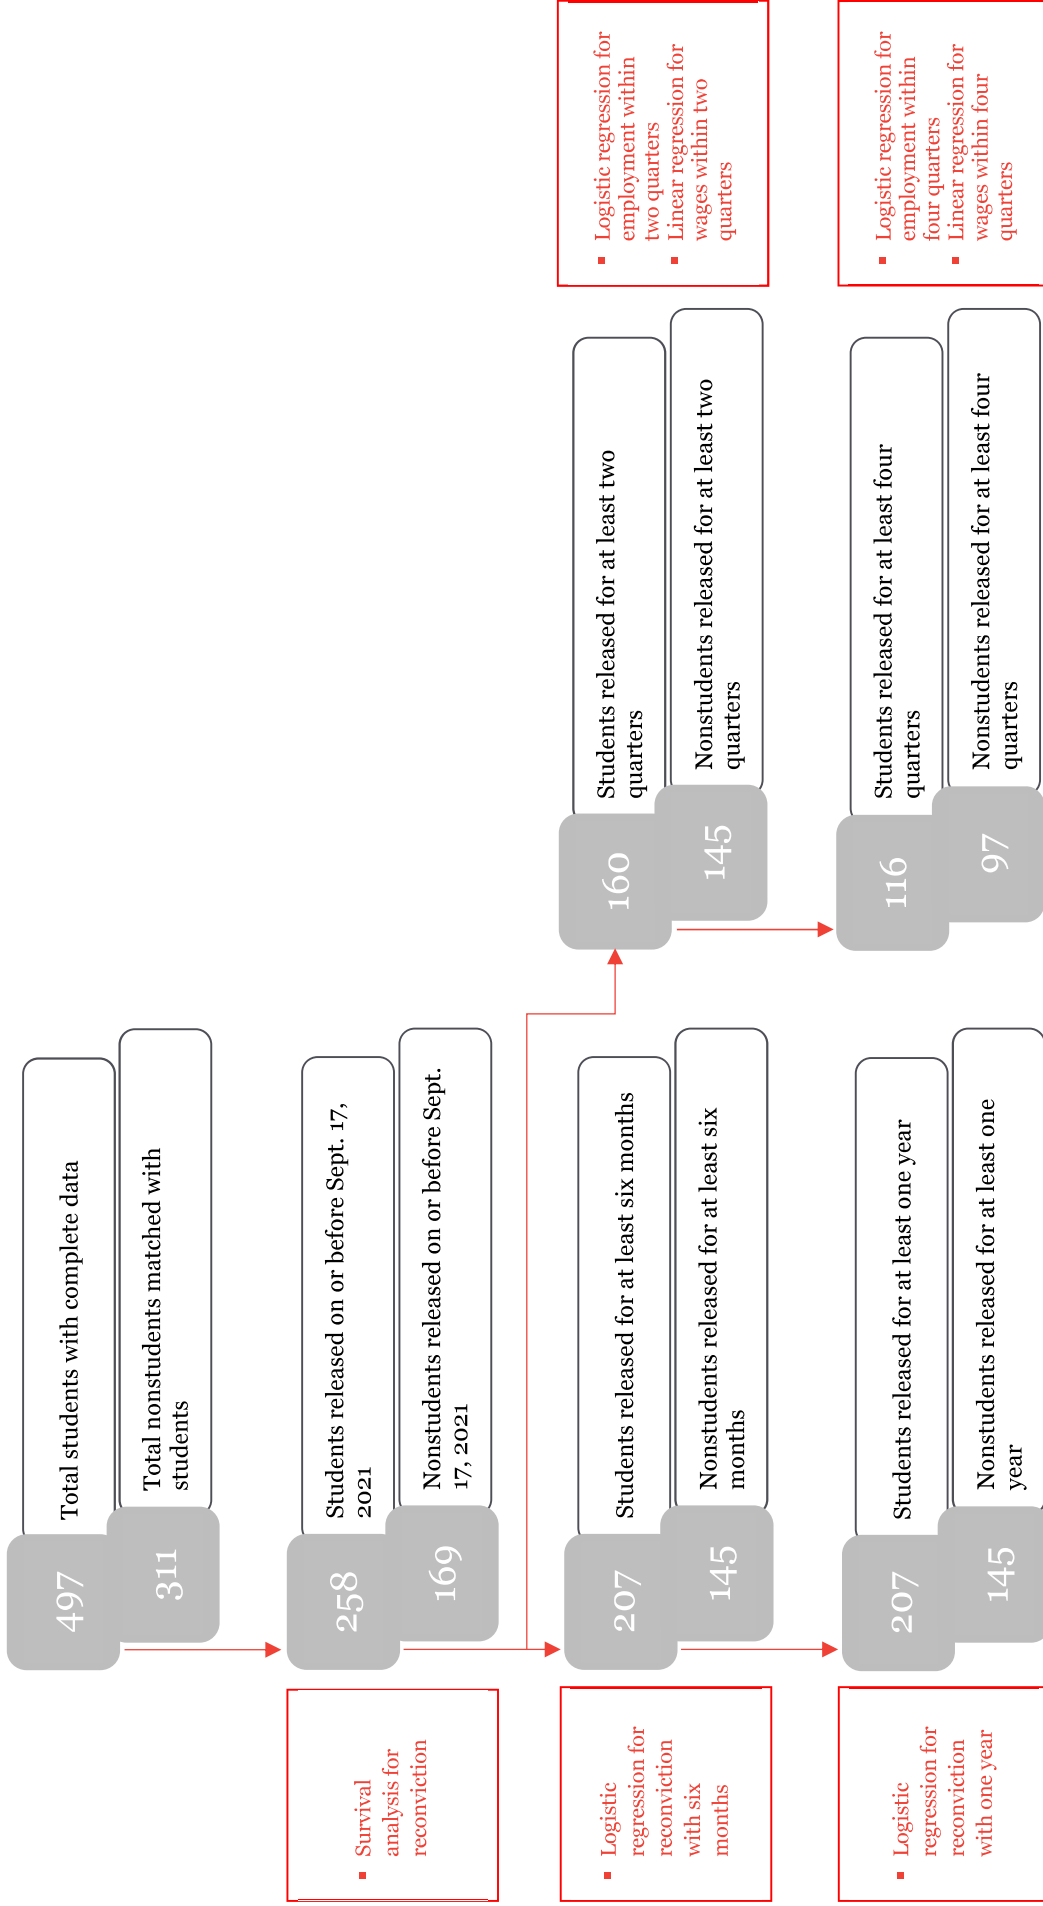 497
Total students with complete data
311
Total nonstudents matched with
students
▪ Survival
analysis for
reconviction
258
Students released on or before Sept. 17,
2021
169
Nonstudents released on or before Sept.
17, 2021
▪ Logistic
regression for
reconviction
with six
months
207
Students released for at least six months
145
Nonstudents released for at least six
months
160
Students released for at least two
quarters
145
Nonstudents released for at least two
quarters
▪ Logistic regression for
employment within
two quarters
▪ Linear regression for
wages within two
quarters
▪ Logistic
regression for
reconviction
with one year
207
Students released for at least one year
145
Nonstudents released for at least one
year
116
Students released for at least four
quarters
97
Nonstudents released for at least four
quarters
▪ Logistic regression for
employment within
four quarters
▪ Linear regression for
wages within four
quarters